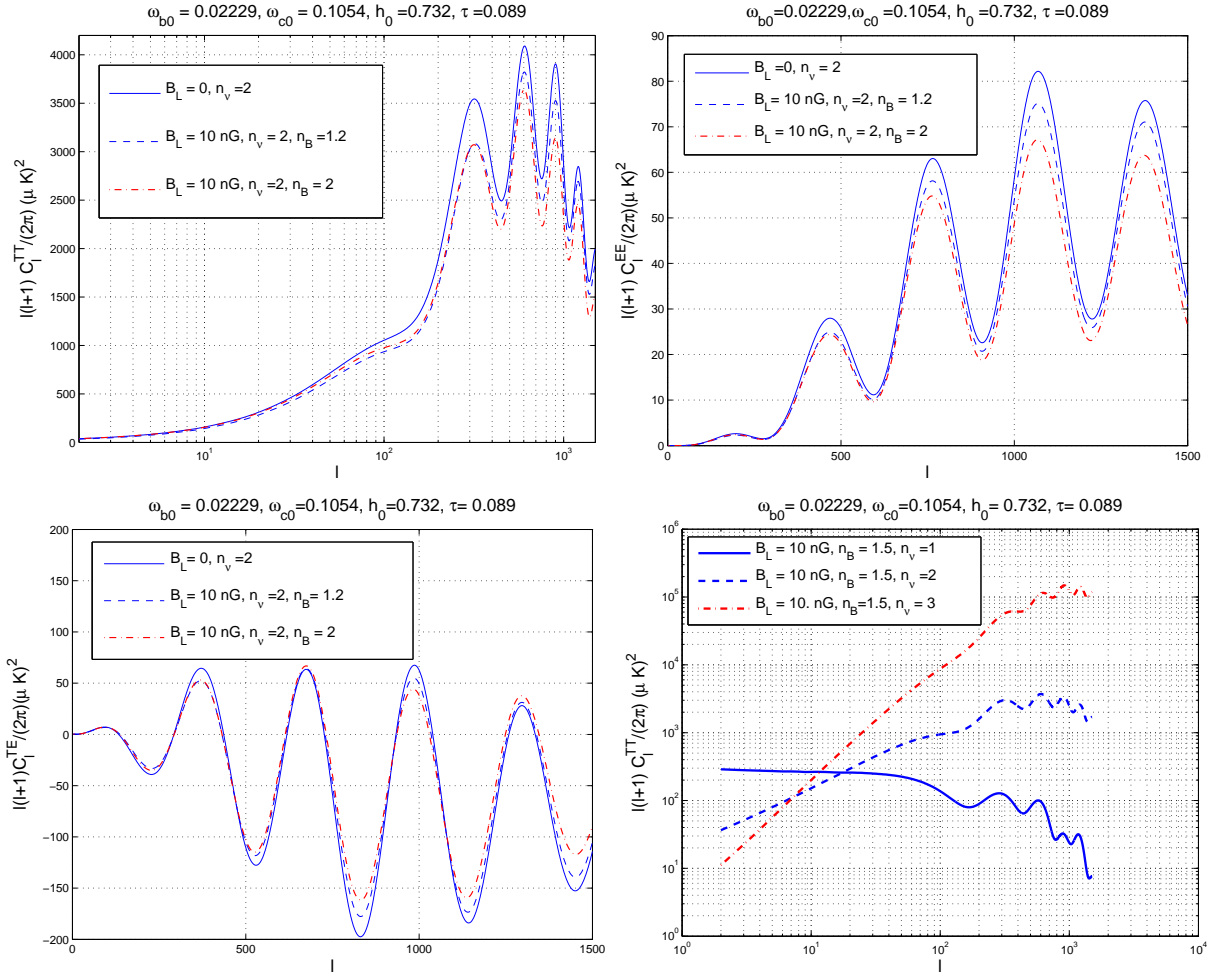 ω_b0 = 0.02229, ω_c0 = 0.1054, h_0 =0.732, τ = 0.089
B_L = 0, n_ν =2
B_L = 10 nG, n_ν =2, n_B =1.2
B_L = 10 nG, n_ν =2, n_B = 2
l(l+1) C_l^TT/(2π) (μ K)^2
4000
3500
3000
2500
2000
1500
1000
500
0
10^1
10^2
10^3
l
ω_b0 =0.02229,ω_c0 =0.1054, h_0 =0.732, τ =0.089
B_L =0, n_ν = 2
B_L= 10 nG, n_ν=2, n_B = 1.2
B_L = 10 nG, n_ν = 2, n_B = 2
l(l+1) C_l^EE/(2π)(μ K)^2
90
80
70
60
50
40
30
20
10
0
0
500
1000
1500
l
ω_b0 = 0.02229, ω_c0=0.1054, h_0=0.732, τ= 0.089
B_L= 0, n_ν=2
B_L= 10 nG, n_ν=2, n_B= 1.2
B_L = 10 nG, n_ν=2, n_B = 2
l(l+1)C_l^TE/(2π)(μ K)^2
200
150
100
50
0
−50
−100
−150
−200
0
500
1000
1500
l
ω_b0 = 0.02229, ω_c0=0.1054, h_0=0.732, τ= 0.089
B_L = 10 nG, n_B = 1.5, n_ν =1
B_L = 10 nG, n_B = 1.5, n_ν =2
B_L = 10. nG, n_B=1.5, n_ν = 3
l(l+1) C_l^TT/(2π) (μ K)^2
10^6
10^5
10^4
10^3
10^2
10^1
10^0
10^0
10^1
10^2
10^3
10^4
l